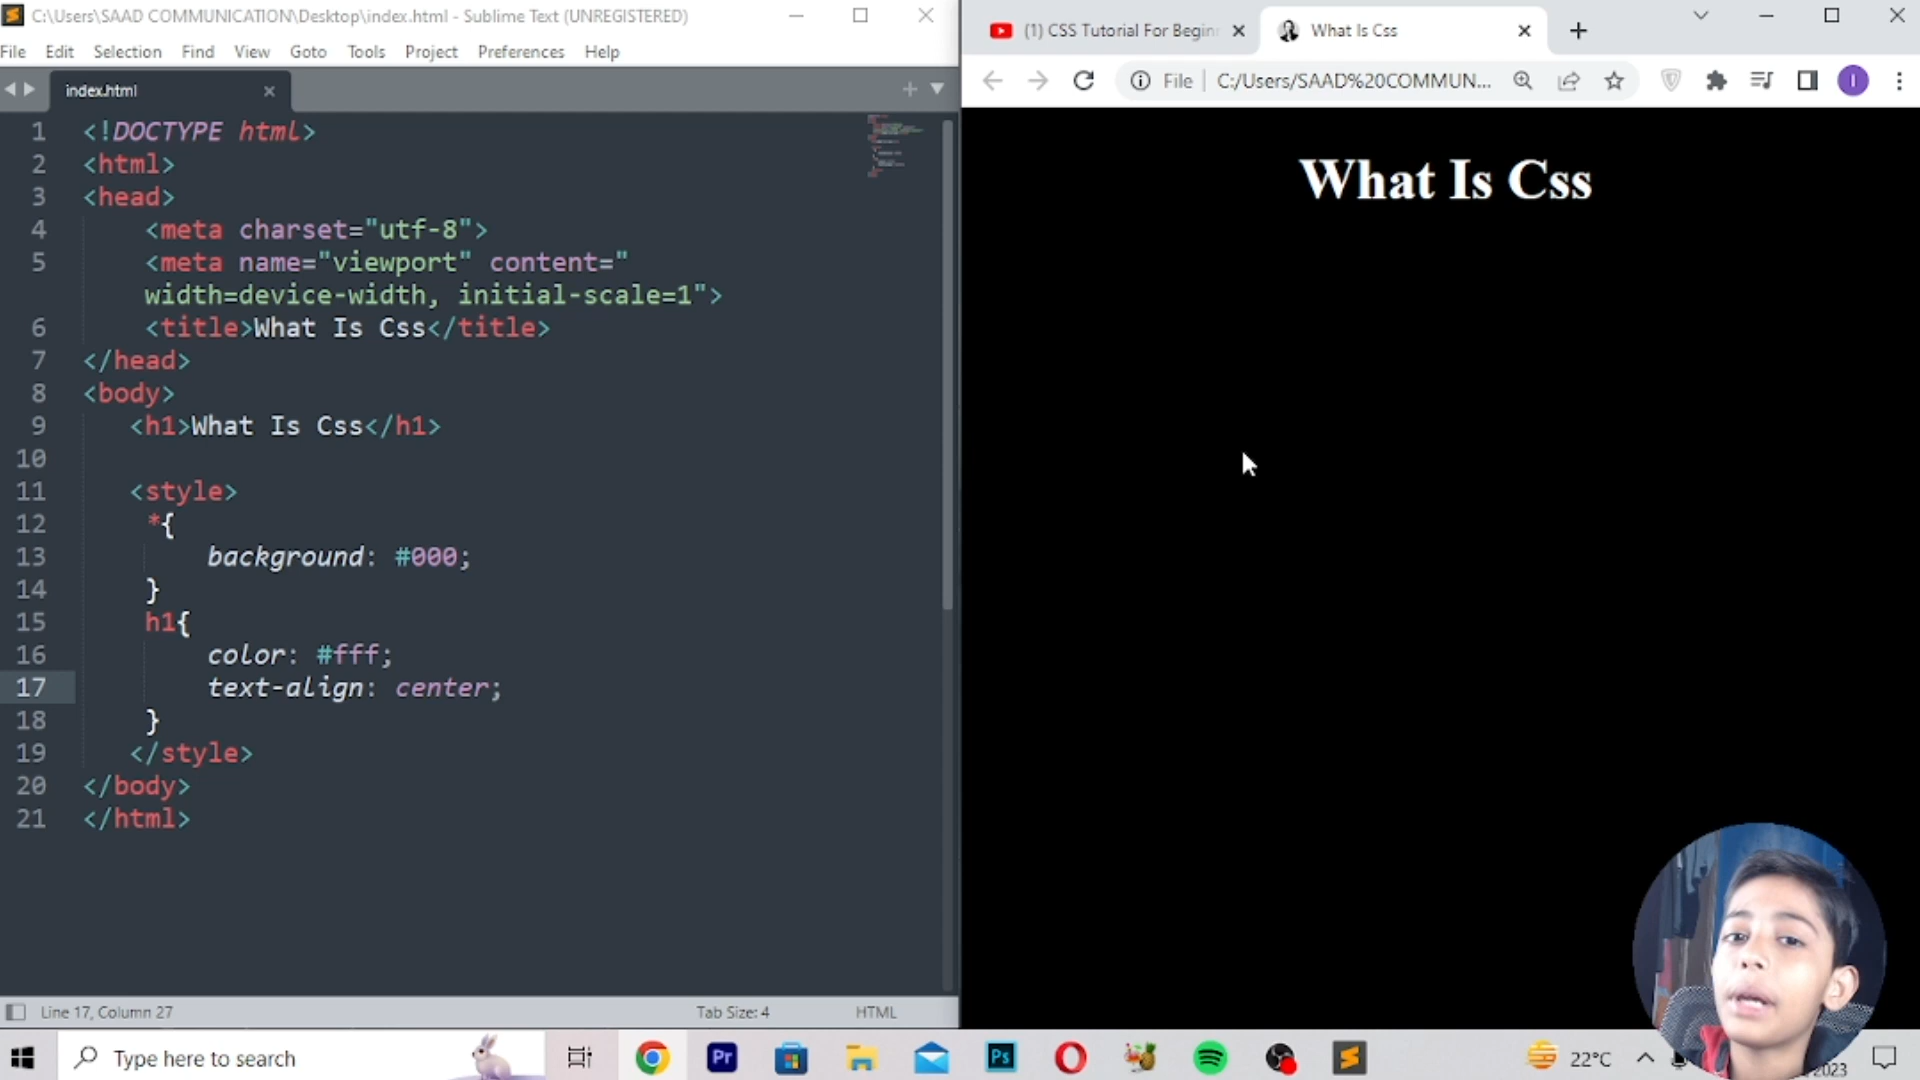 C:\Users\SAAD COMMUNICATION\Desktop\index.html - Sublime Text (UNREGISTERED)
File Edit Selection Find View Goto Tools Project Preferences Help
index.html
1 <!DOCTYPE html>
2 <html>
3 <head>
4 <meta charset="utf-8">
5 <meta name="viewport" content="
width=device-width, initial-scale=1">
6 <title>What Is Css</title>
7 </head>
8 <body>
9 <h1>What Is Css</h1>
10
11 <style>
12 *{
13 background: #000;
14 }
15 h1{
16 color: #fff;
17 text-align: center;
18 }
19 </style>
20 </body>
21 </html>
Line 17, Column 27 Tab Size: 4 HTML
(1) CSS Tutorial For Begin
What Is Css
File C:/Users/SAAD%20COMMUN...
I
What Is Css
Type here to search
Pr
Ps
22°C
2023